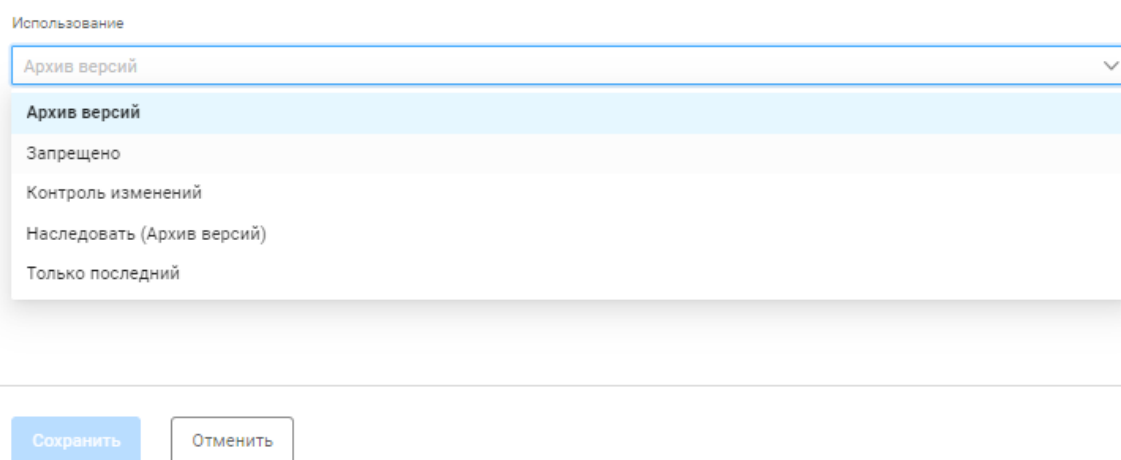 Использование
Архив версий
Архив версий
Запрещено
Контроль изменений
Наследовать (Архив версий)
Только последний
Сохранить Отменить